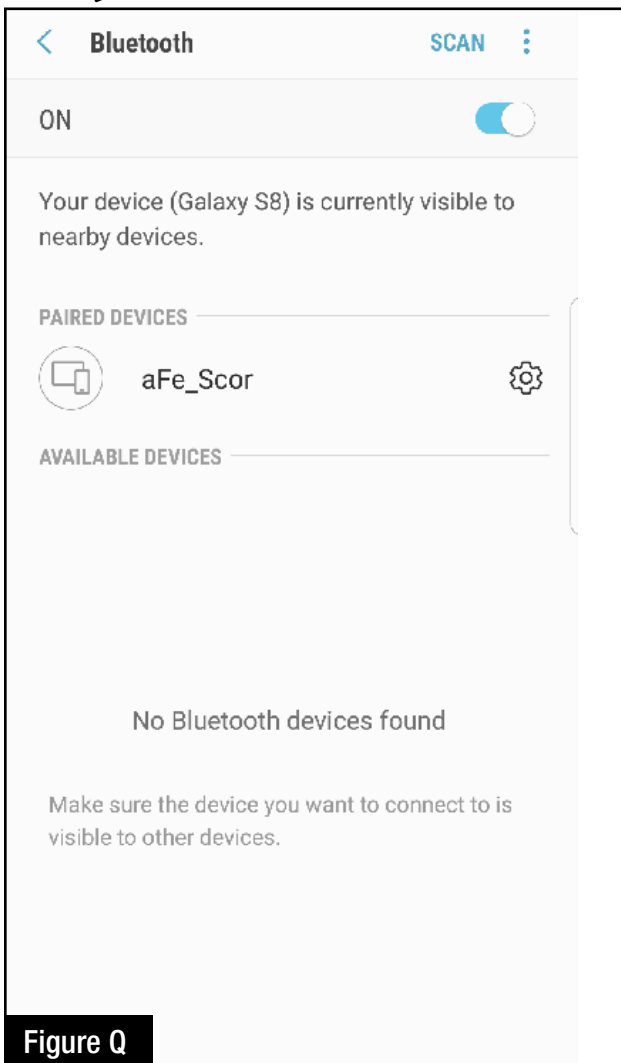 Bluetooth SCAN
ON
Your device (Galaxy S8) is currently visible to
nearby devices.
PAIRED DEVICES
aFe_Scor
AVAILABLE DEVICES
No Bluetooth devices found
Make sure the device you want to connect to is
visible to other devices.
Figure Q